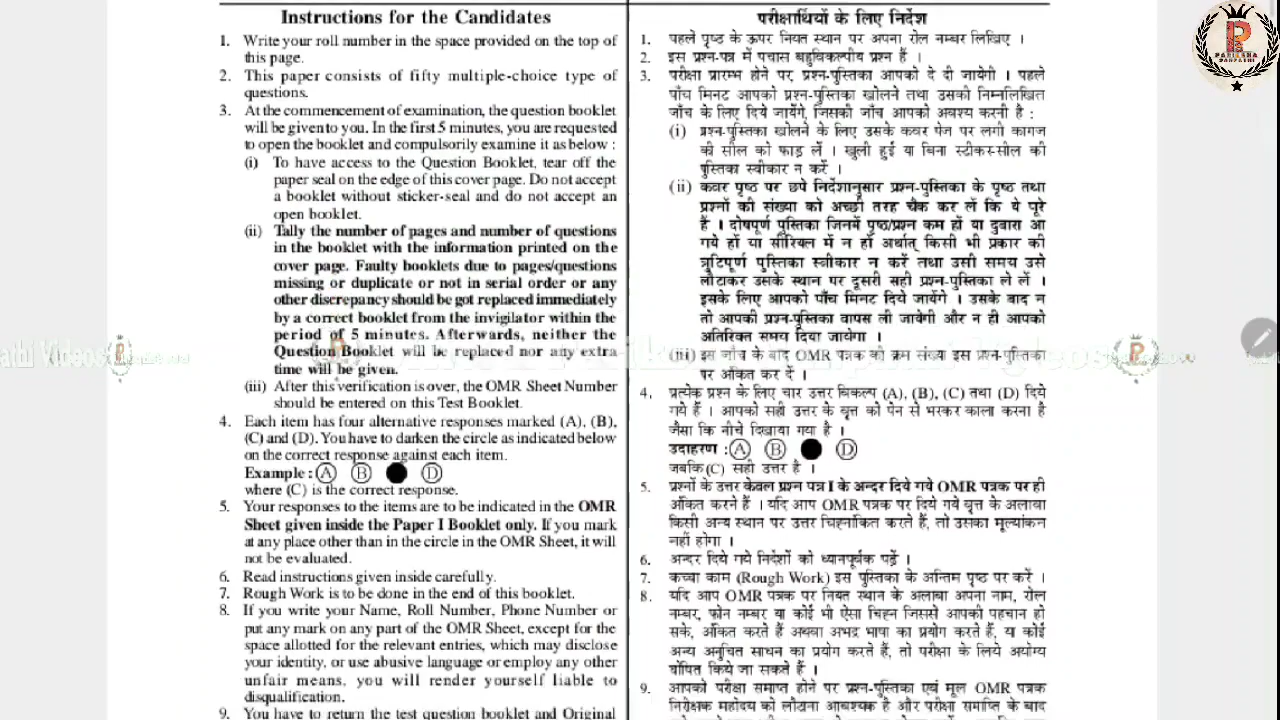 Instructions for the Candidates
1. Write your roll number in the space provided on the top of
this page.
2. This paper consists of fifty multiple-choice type of
questions.
3. At the commencement of examination, the question booklet
will be given to you. In the first 5 minutes, you are requested
to open the booklet and compulsorily examine it as below :
(i) To have access to the Question Booklet, tear off the
paper seal on the edge of this cover page. Do not accept
a booklet without sticker-seal and do not accept an
open booklet.
(ii) Tally the number of pages and number of questions
in the booklet with the information printed on the
cover page. Faulty booklets due to pages/questions
missing or duplicate or not in serial order or any
other discrepancy should be got replaced immediately
by a correct booklet from the invigilator within the
period of 5 minutes. Afterwards, neither the
Question Booklet will be replaced nor any extra
time will be given.
(iii) After this verification is over, the OMR Sheet Number
should be entered on this Test Booklet.
4. Each item has four alternative responses marked (A), (B),
(C) and (D). You have to darken the circle as indicated below
on the correct response against each item.
Example : A B D
where (C) is the correct response.
5. Your responses to the items are to be indicated in the OMR
Sheet given inside the Paper I Booklet only. If you mark
at any place other than in the circle in the OMR Sheet, it will
not be evaluated.
6. Read instructions given inside carefully.
7. Rough Work is to be done in the end of this booklet.
8. If you write your Name, Roll Number, Phone Number or
put any mark on any part of the OMR Sheet, except for the
space allotted for the relevant entries, which may disclose
your identity, or use abusive language or employ any other
unfair means, you will render yourself liable to
disqualification.
9. You have to return the test question booklet and Original
परीक्षार्थियों के लिए निर्देश
1. पहले पृष्ठ के ऊपर नियत स्थान पर अपना रोल नम्बर लिखिए ।
2. इस प्रश्न-पत्र में पचास बहुविकल्पीय प्रश्न हैं ।
3. परीक्षा प्रारम्भ होने पर, प्रश्न-पुस्तिका आपको दे दी जायेगी । पहले
पाँच मिनट आपको प्रश्न-पुस्तिका खोलने तथा उसकी निम्नलिखित
जाँच के लिए दिये जायेंगे, जिसकी जाँच आपको अवश्य करनी है :
(i) प्रश्न-पुस्तिका खोलने के लिए उसके कवर पेज पर लगी कागज
की सील को फाड़ लें । खुली हुई या बिना स्टीकर-सील की
पुस्तिका स्वीकार न करें ।
(ii) कवर पृष्ठ पर छपे निर्देशानुसार प्रश्न-पुस्तिका के पृष्ठ तथा
प्रश्नों की संख्या को अच्छी तरह चैक कर लें कि ये पूरे
हैं । दोषपूर्ण पुस्तिका जिनमें पृष्ठ/प्रश्न कम हों या दुबारा आ
गये हों या सीरियल में न हों अर्थात् किसी भी प्रकार की
त्रुटिपूर्ण पुस्तिका स्वीकार न करें तथा उसी समय उसे
लौटाकर उसके स्थान पर दूसरी सही प्रश्न-पुस्तिका ले लें ।
इसके लिए आपको पाँच मिनट दिये जायेंगे । उसके बाद न
तो आपकी प्रश्न-पुस्तिका वापस ली जायेगी और न ही आपको
अतिरिक्त समय दिया जायेगा ।
(iii) इस जाँच के बाद OMR पत्रक की क्रम संख्या इस प्रश्न-पुस्तिका
पर अंकित कर दें ।
4. प्रत्येक प्रश्न के लिए चार उत्तर विकल्प (A), (B), (C) तथा (D) दिये
गये हैं । आपको सही उत्तर के वृत्त को पेन से भरकर काला करना है
जैसा कि नीचे दिखाया गया है ।
उदाहरण : A B D
जबकि (C) सही उत्तर है ।
5. प्रश्नों के उत्तर केवल प्रश्न पत्र I के अन्दर दिये गये OMR पत्रक पर ही
अंकित करने हैं । यदि आप OMR पत्रक पर दिये गये वृत्त के अलावा
किसी अन्य स्थान पर उत्तर चिह्नांकित करते हैं, तो उसका मूल्यांकन
नहीं होगा ।
6. अन्दर दिये गये निर्देशों को ध्यानपूर्वक पढ़ें ।
7. कच्चा काम (Rough Work) इस पुस्तिका के अन्तिम पृष्ठ पर करें ।
8. यदि आप OMR पत्रक पर नियत स्थान के अलावा अपना नाम, रोल
नम्बर, फोन नम्बर या कोई भी ऐसा चिह्न जिससे आपकी पहचान हो
सके, अंकित करते हैं अथवा अभद्र भाषा का प्रयोग करते हैं, या कोई
अन्य अनुचित साधन का प्रयोग करते हैं, तो परीक्षा के लिये अयोग्य
घोषित किये जा सकते हैं ।
9. आपको परीक्षा समाप्त होने पर प्रश्न-पुस्तिका एवं मूल OMR पत्रक
निरीक्षक महोदय को लौटाना आवश्यक है और परीक्षा समाप्ति के बाद